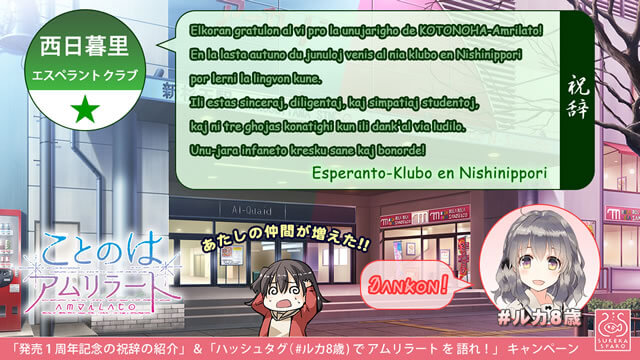 西日暮里
エスペラントクラブ
Elkoran gratulon al vi pro la unujarigho de KOTONOHA-Amrilato!
En la lasta autuno du junuloj venis al nia klubo en Nishinippori
por lerni la lingvon kune.
Ili estas sinceraj, diligentaj, kaj simpatiaj studentoj,
kaj ni tre ghojas konatighi kun ili dank'al via ludilo.
Unu-jara infaneto kresku sane kaj bonorde!
Esperanto-Klubo en Nishinippori
祝辞
Al-Quaid
ことのは
アムリラート
AMRILATO
あたしの仲間が増えた!!
Dankon!
#ルカ8歳
SUKERA
SPARO
「発売1周年記念の祝辞の紹介」&「ハッシュタグ(#ルカ8歳)でアムリラートを語れ!」キャンペーン